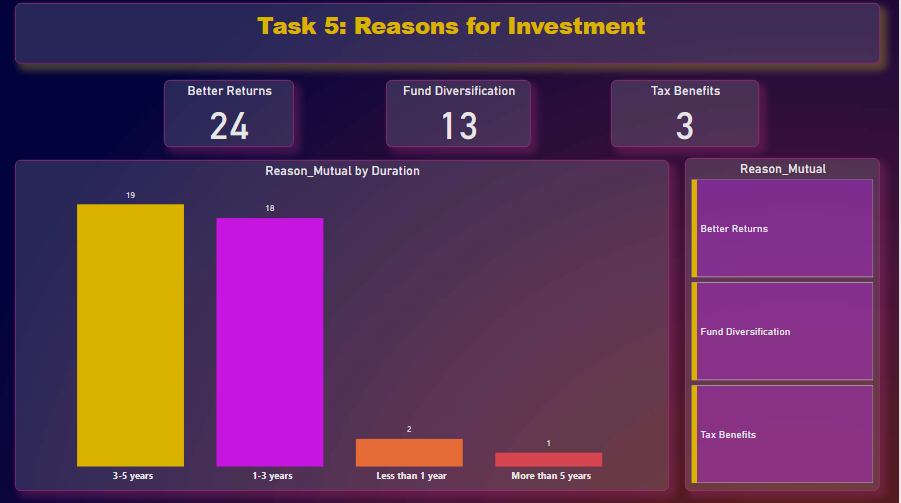 Task 5: Reasons for Investment
Better Returns
24
Fund Diversification
13
Tax Benefits
3
Reason_Mutual by Duration
19
18
2
1
3-5 years
1-3 years
Less than 1 year
More than 5 years
Reason_Mutual
Better Returns
Fund Diversification
Tax Benefits